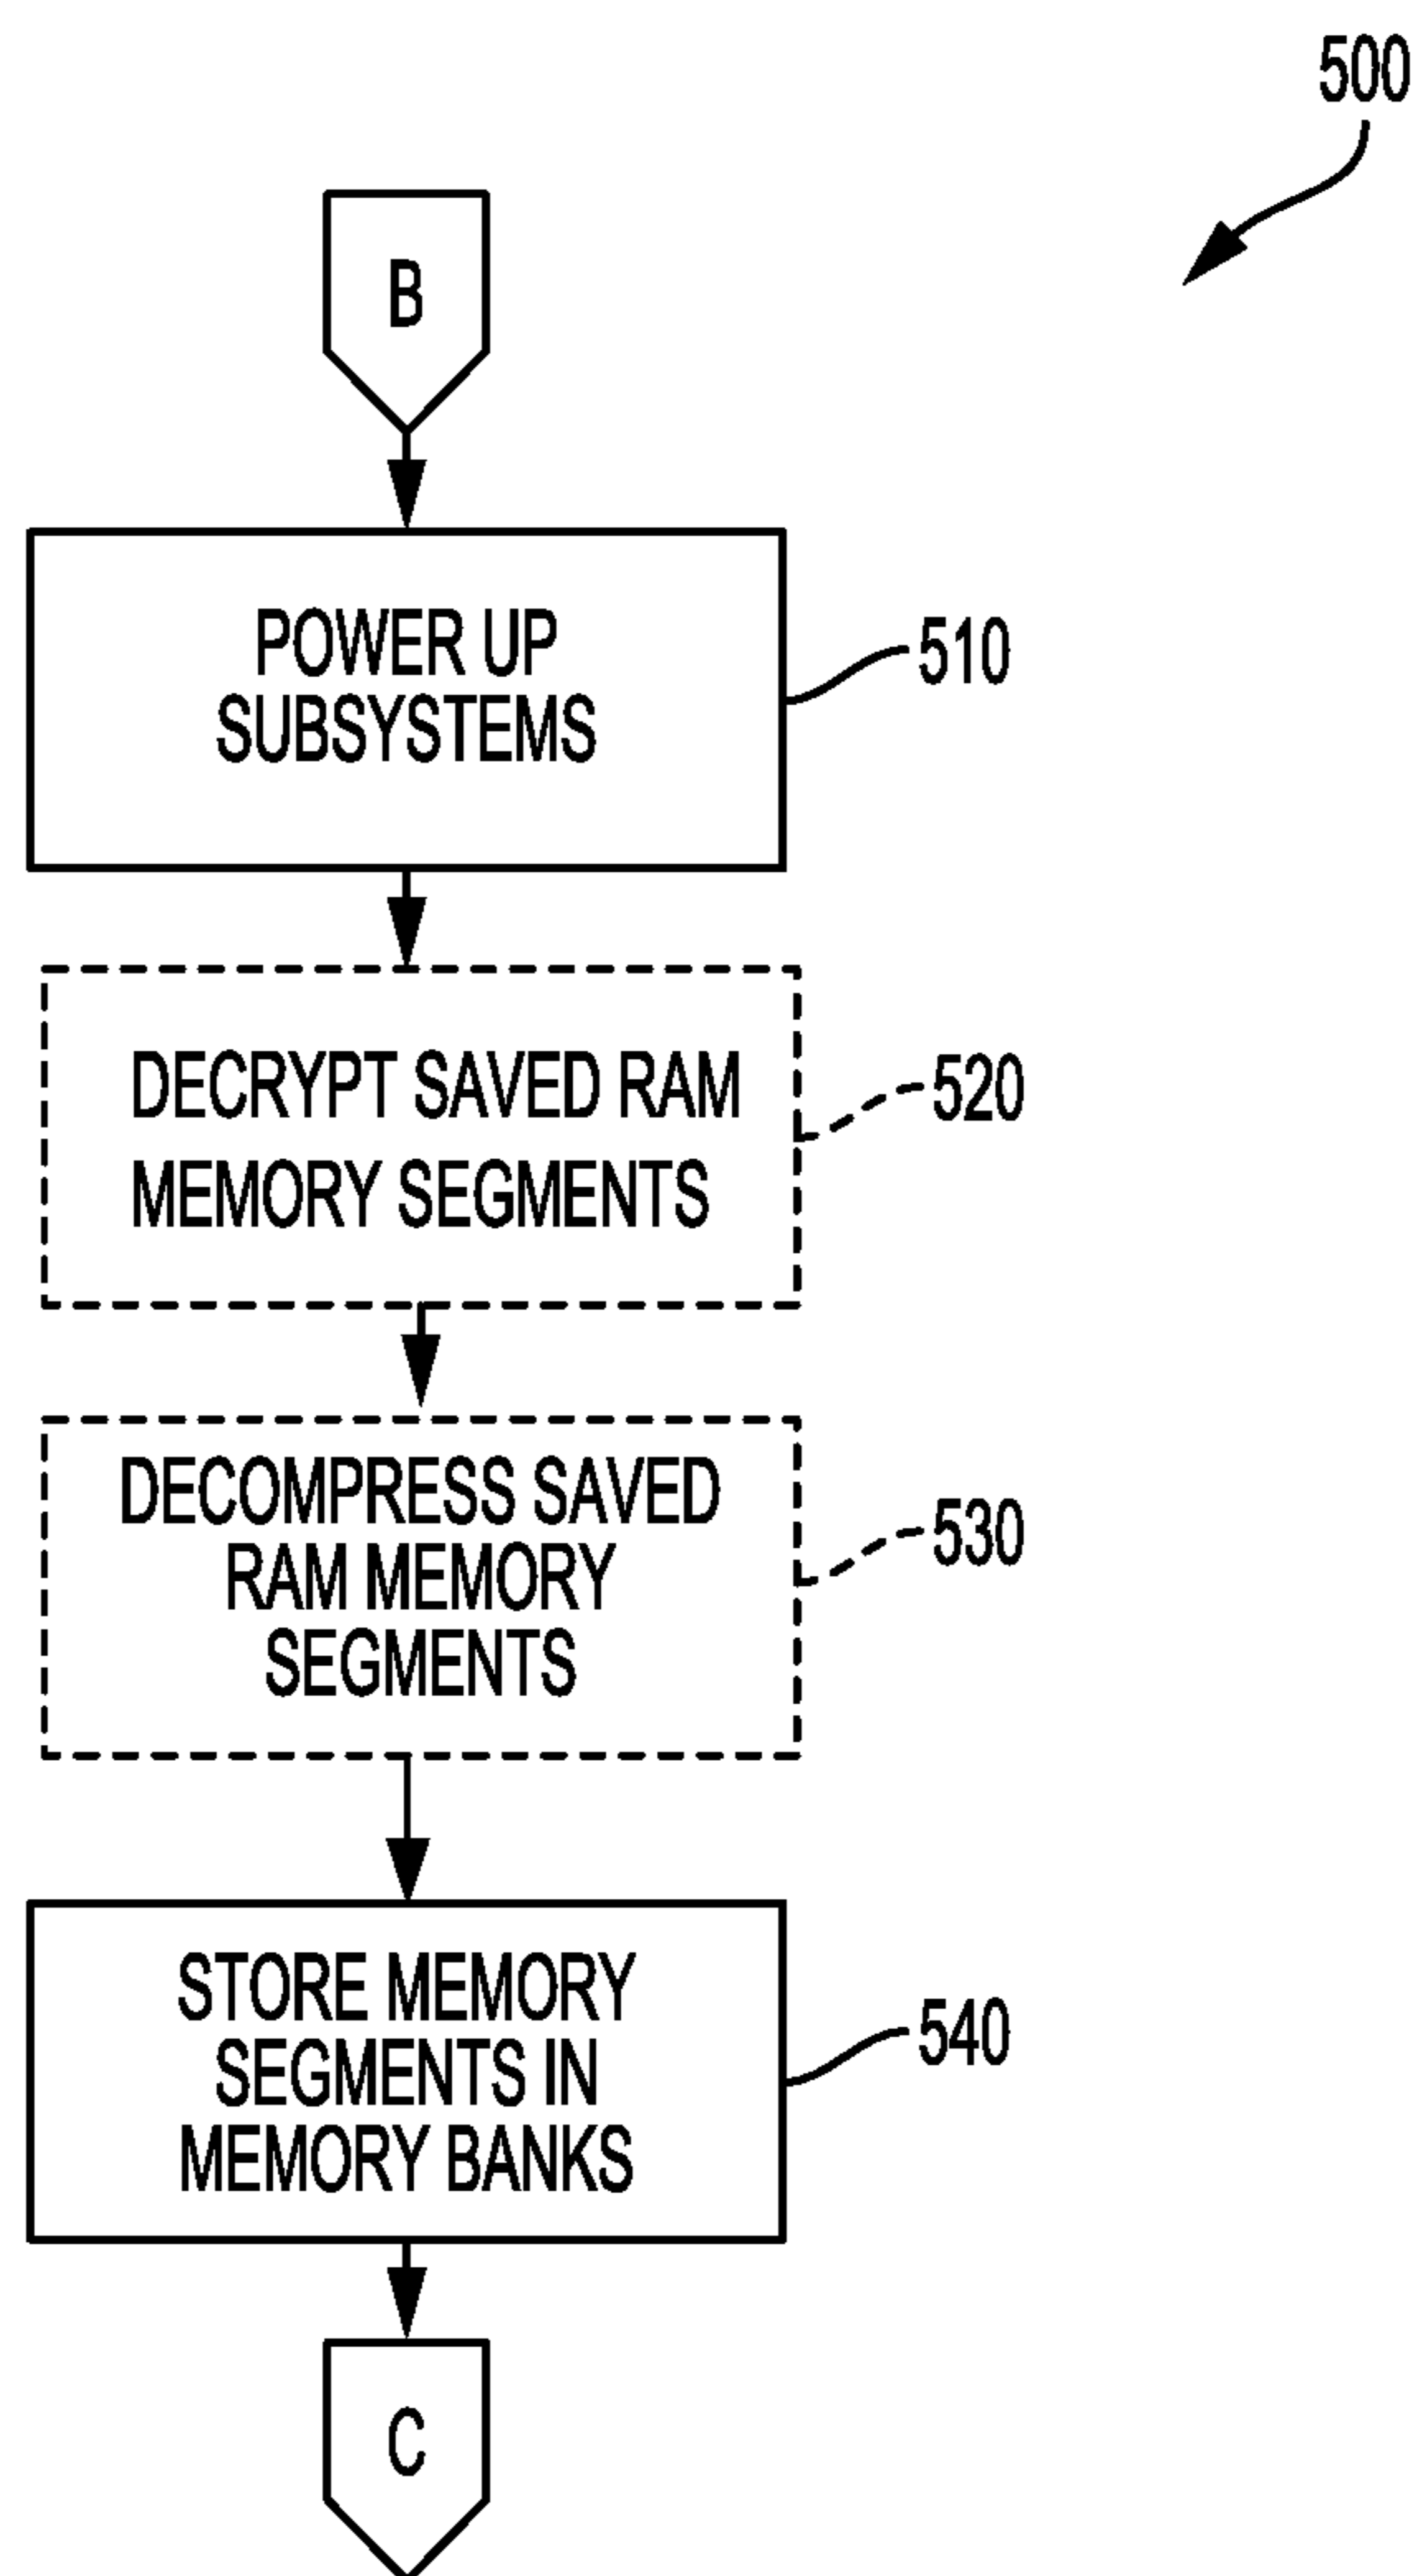 500
B
POWER UP
SUBSYSTEMS
510
DECRYPT SAVED RAM
MEMORY SEGMENTS
520
DECOMPRESS SAVED
RAM MEMORY
SEGMENTS
530
STORE MEMORY
SEGMENTS IN
MEMORY BANKS
540
C